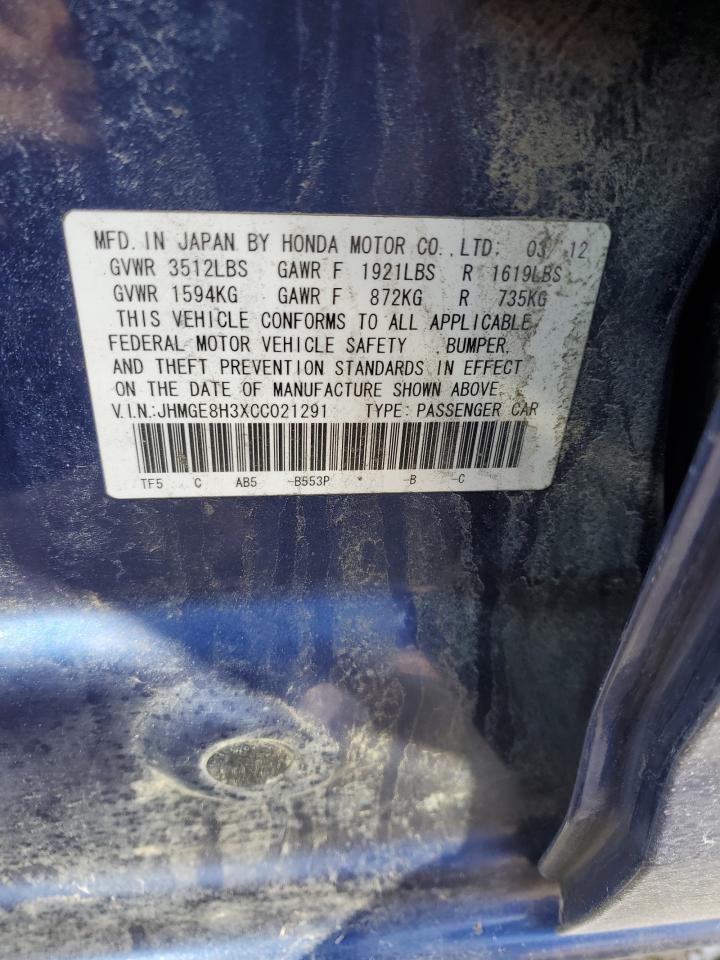 MFD. IN JAPAN BY HONDA MOTOR CO., LTD. 03 12
GVWR 3512LBS GAWR F 1921LBS R 1619LBS
GVWR 1594KG GAWR F 872KG R 735KG
THIS VEHICLE CONFORMS TO ALL APPLICABLE
FEDERAL MOTOR VEHICLE SAFETY , BUMPER,
AND THEFT PREVENTION STANDARDS IN EFFECT
ON THE DATE OF MANUFACTURE SHOWN ABOVE.
V.I.N.:JHMGE8H3XCC021291 TYPE: PASSENGER CAR
TF5 C AB5 -B553P * -B -C